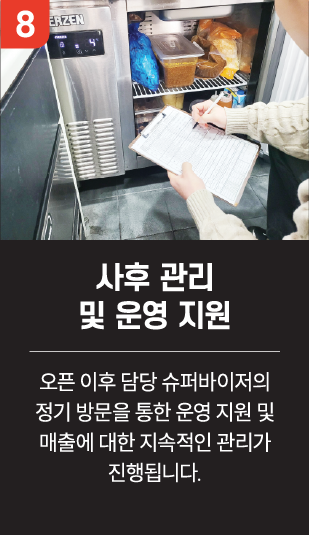 8
ERZEN
4
사후 관리
및 운영 지원
오픈 이후 담당 슈퍼바이저의
정기 방문을 통한 운영 지원 및
매출에 대한 지속적인 관리가
진행됩니다.